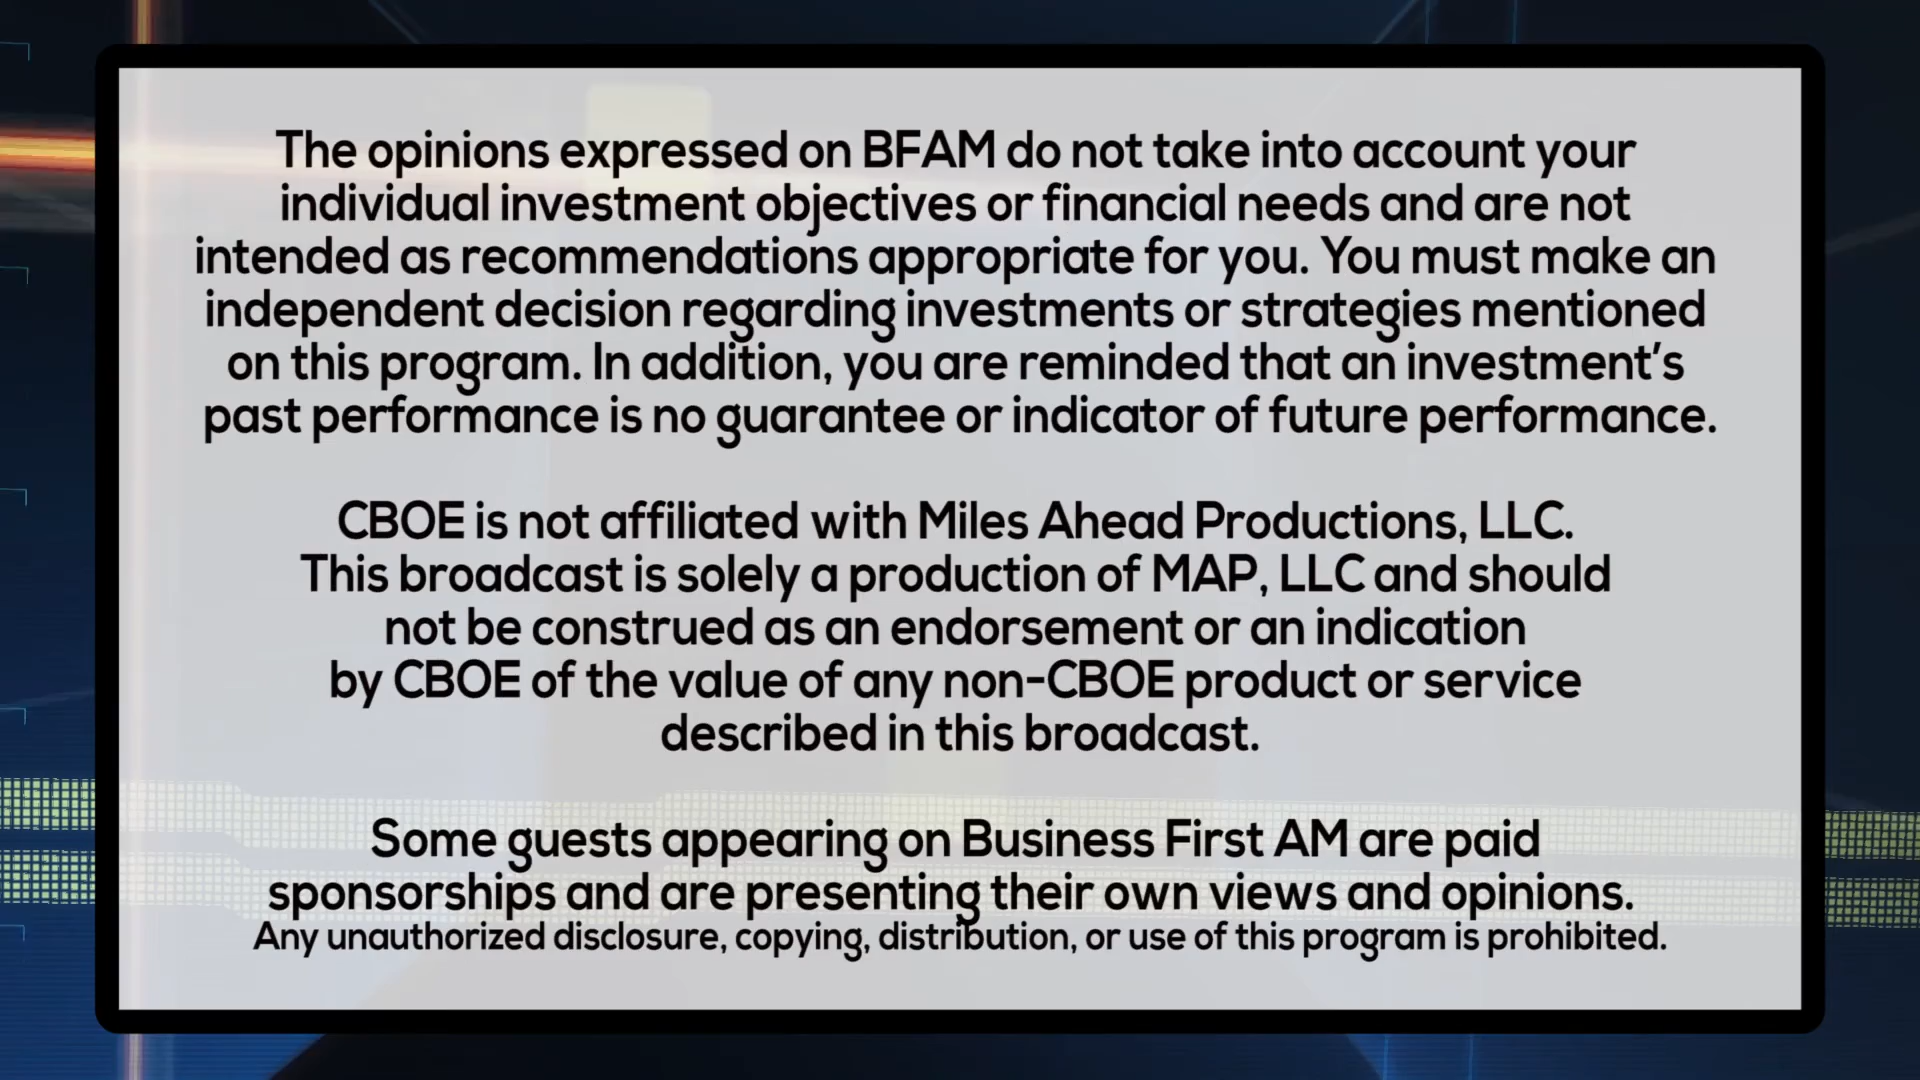 The opinions expressed on BFAM do not take into account your
individual investment objectives or financial needs and are not
intended as recommendations appropriate for you. You must make an
independent decision regarding investments or strategies mentioned
on this program. In addition, you are reminded that an investment’s
past performance is no guarantee or indicator of future performance.
CBOE is not affiliated with Miles Ahead Productions, LLC.
This broadcast is solely a production of MAP, LLC and should
not be construed as an endorsement or an indication
by CBOE of the value of any non-CBOE product or service
described in this broadcast.
Some guests appearing on Business First AM are paid
sponsorships and are presenting their own views and opinions.
Any unauthorized disclosure, copying, distribution, or use of this program is prohibited.